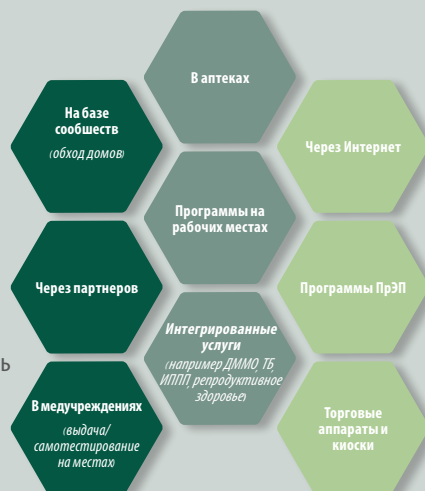 В аптеках
На базе
сообшеств
(обход домов)
Через Интернет
Программы на
рабочих местах
Через партнеров
Программы ПрЭП
Интегрированные
услуги
(например ДММО, ТБ,
ИППП, репродуктивное
здоровье)
ь
В медучреждениях
(выдача/
самотестирование
на местах)
Торговые
аппараты и
киоски